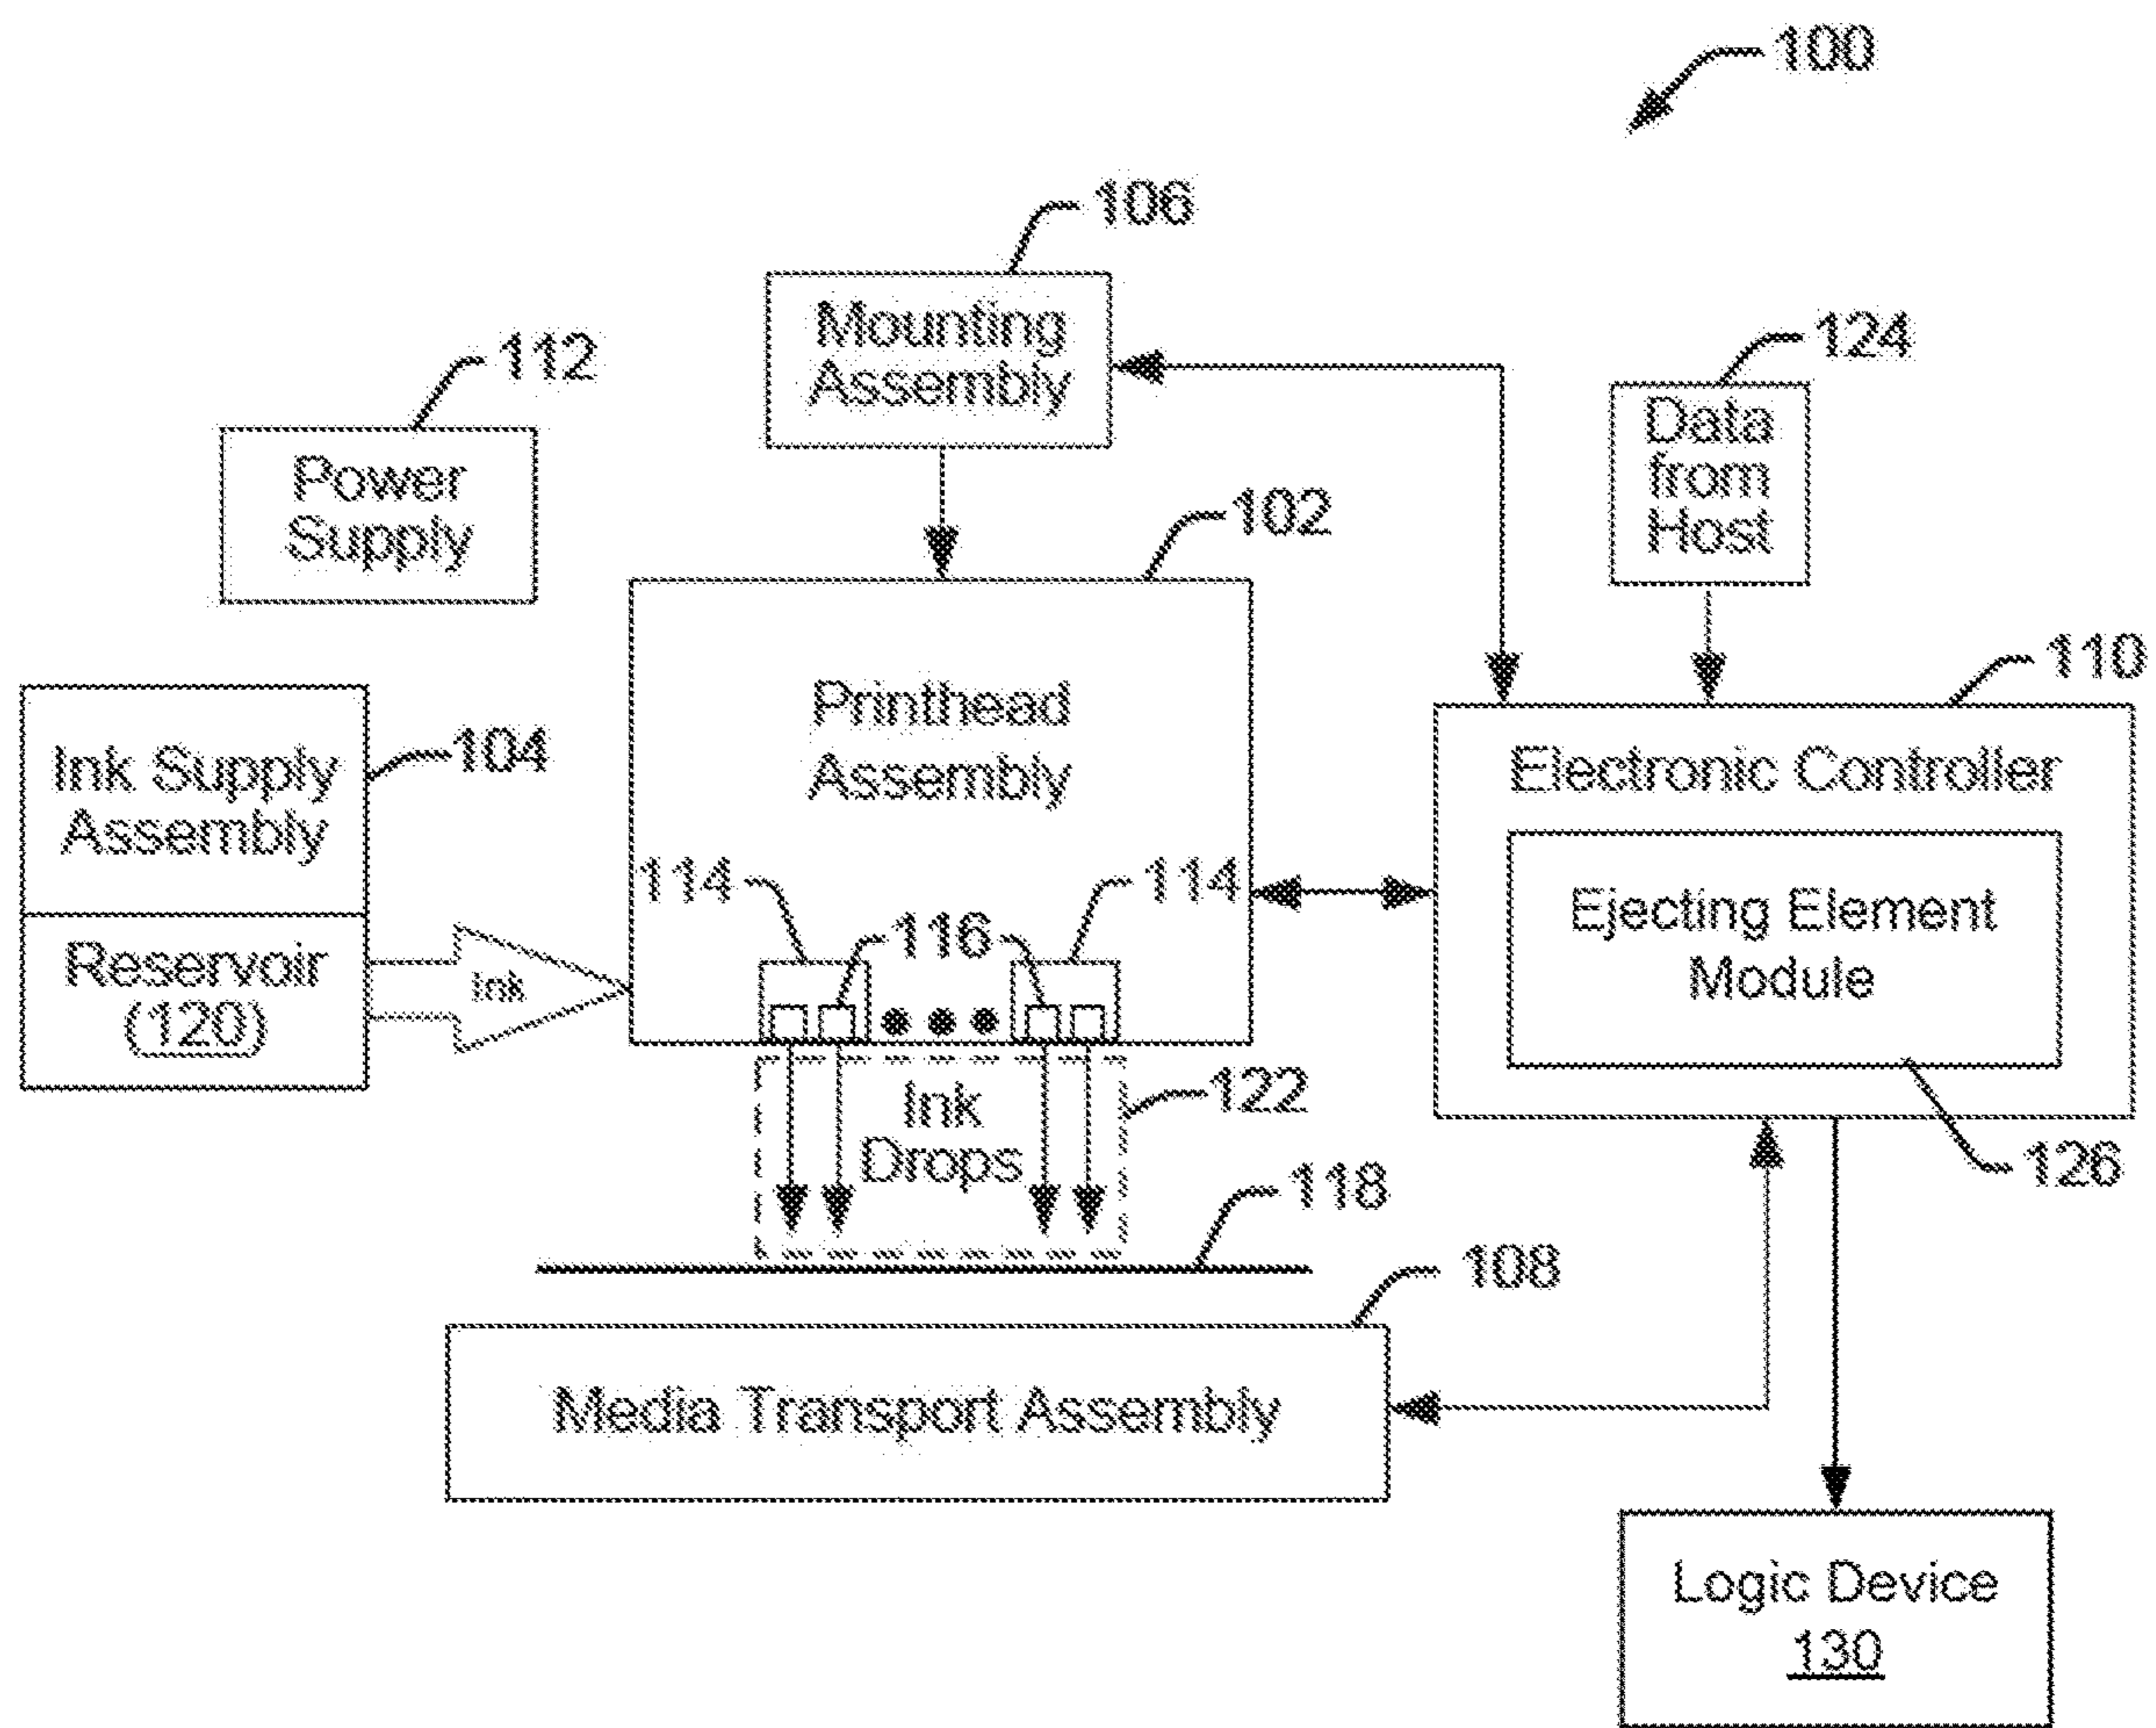 100
106
Mounting
Assembly
124
Data
from
Host
112
Power
Supply
102
Printhead
Assembly
110
Electronic Controller
Ejecting Element
Module
126
Ink Supply
Assembly
104
Reservoir
(120)
Ink
114
114
116
Ink
Drops
122
118
108
Media Transport Assembly
Logic Device
130